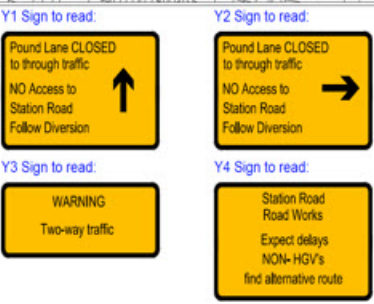 Y1 Sign to read:
Pound Lane CLOSED
to through traffic
NO Access to
Station Road
Follow Diversion
Y2 Sign to read:
Pound Lane CLOSED
to through traffic
NO Access to
Station Road
Follow Diversion
Y3 Sign to read:
WARNING
Two-way traffic
Y4 Sign to read:
Station Road
Road Works
Expect delays
NON- HGV's
find alternative route